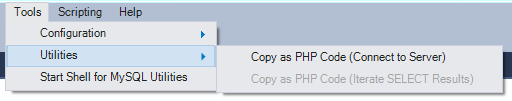 Tools Scripting Help
Configuration
Utilities
Copy as PHP Code (Connect to Server)
Start Shell for MySQL Utilities
Copy as PHP Code (Iterate SELECT Results)